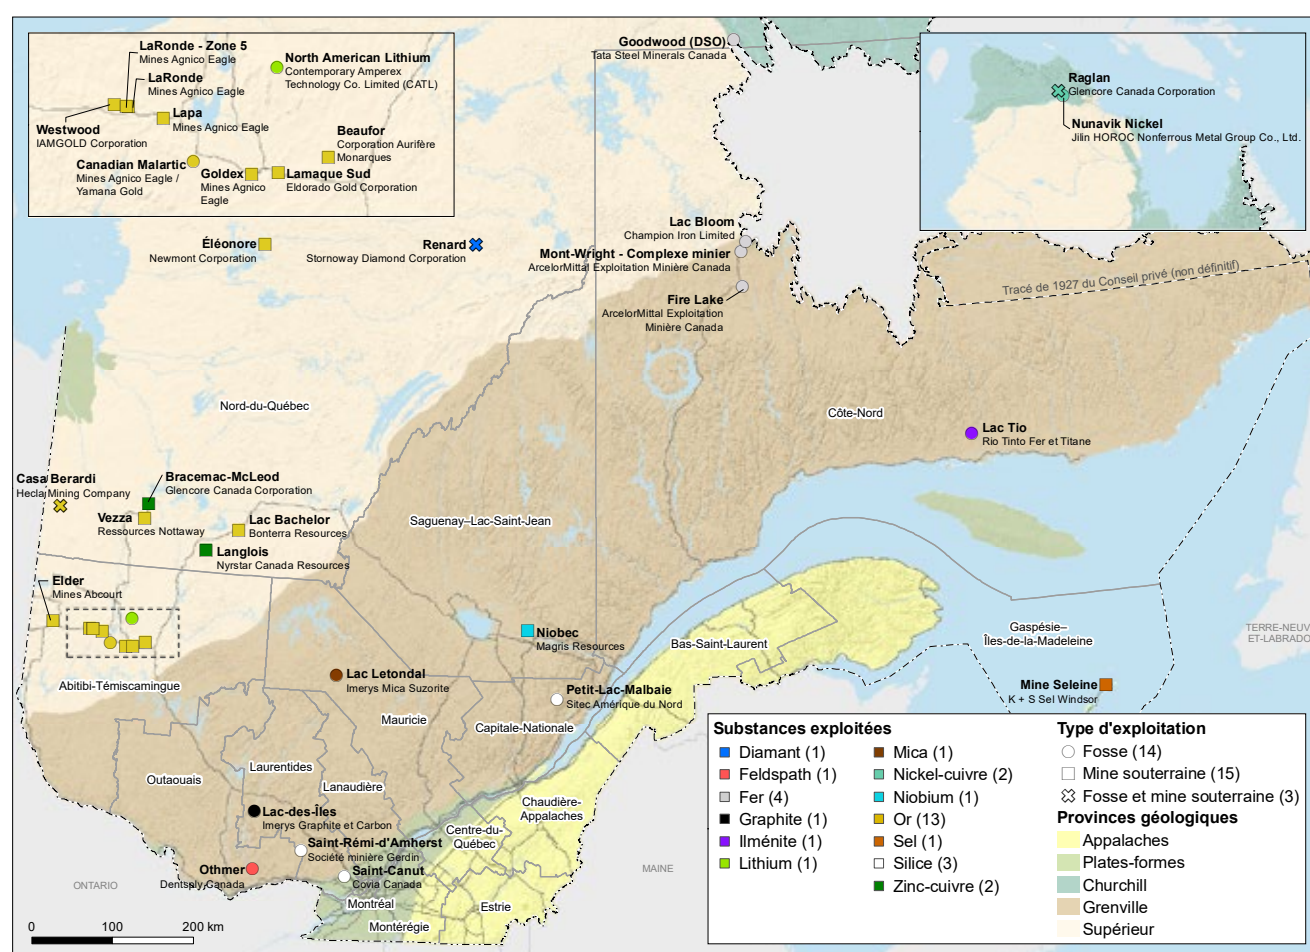 LaRonde - Zone 5
Mines Agnico Eagle
LaRonde
Mines Agnico Eagle
North American Lithium
Contemporary Amperex
Technology Co. Limited (CATL)
Lapa
Mines Agnico Eagle
Westwood
IAMGOLD Corporation
Beaufor
Corporation Aurifère
Monarques
Canadian Malartic
Mines Agnico Eagle /
Yamana Gold
Goldex
Mines Agnico
Eagle
Lamaque Sud
Eldorado Gold Corporation
Goodwood (DSO)
Tata Steel Minerals Canada
Raglan
Glencore Canada Corporation
Nunavik Nickel
Jilin HOROC Nonferrous Metal Group Co., Ltd.
Éléonore
Newmont Corporation
Renard
Stornoway Diamond Corporation
Lac Bloom
Champion Iron Limited
Mont-Wright - Complexe minier
ArcelorMittal Exploitation Minière Canada
Fire Lake
ArcelorMittal Exploitation
Minière Canada
Tracé de 1927 du Conseil privé (non définitif)
Nord-du-Québec
Côte-Nord
Lac Tio
Rio Tinto Fer et Titane
Casa Berardi
Hecla Mining Company
Bracemac-McLeod
Glencore Canada Corporation
Vezza
Ressources Nottaway
Lac Bachelor
Bonterra Resources
Saguenay–Lac-Saint-Jean
Langlois
Nyrstar Canada Resources
Elder
Mines Abcourt
Niobec
Magris Resources
Bas-Saint-Laurent
Gaspésie–
Îles-de-la-Madeleine
TERRE-NEUV
ET-LABRADO
Abitibi-Témiscamingue
Lac Letondal
Imerys Mica Suzorite
Mauricie
Petit-Lac-Malbaie
Sitec Amérique du Nord
Capitale-Nationale
Mine Seleine
K + S Sel Windsor
Outaouais
Laurentides
Lanaudière
Lac-des-Îles
Imerys Graphite et Carbon
Chaudière-
Appalaches
Centre-du-
Québec
Saint-Rémi-d'Amherst
Société minière Gerdin
Othmer
Dentsply Canada
Saint-Canut
Covia Canada
Montréal
Montérégie
Estrie
ONTARIO
MAINE
0 100 200 km
Substances exploitées
Diamant (1)
Feldspath (1)
Fer (4)
Graphite (1)
Ilménite (1)
Lithium (1)
Mica (1)
Nickel-cuivre (2)
Niobium (1)
Or (13)
Sel (1)
Silice (3)
Zinc-cuivre (2)
Type d'exploitation
Fosse (14)
Mine souterraine (15)
Fosse et mine souterraine (3)
Provinces géologiques
Appalaches
Plates-formes
Churchill
Grenville
Supérieur